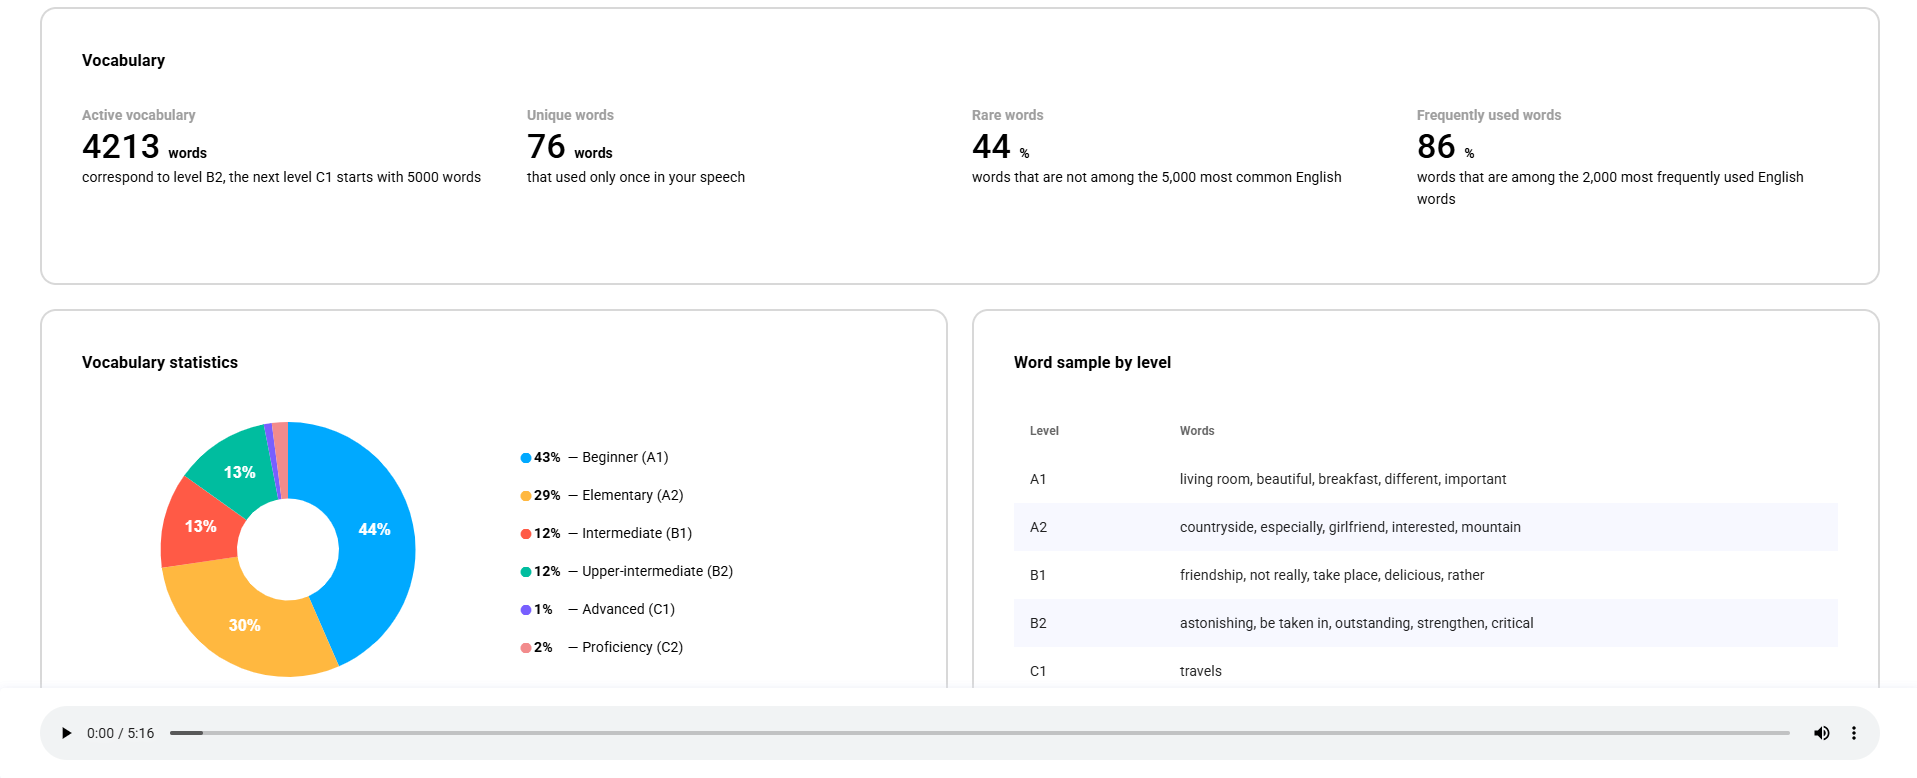 Vocabulary
Active vocabulary
4213 words
correspond to level B2, the next level C1 starts with 5000 words
Unique words
76 words
that used only once in your speech
Rare words
44 %
words that are not among the 5,000 most common English
Frequently used words
86 %
words that are among the 2,000 most frequently used English
words
Vocabulary statistics
44%
30%
13%
13%
43% — Beginner (A1)
29% — Elementary (A2)
12% — Intermediate (B1)
12% — Upper-intermediate (B2)
1% — Advanced (C1)
2% — Proficiency (C2)
Word sample by level
Level Words
A1 living room, beautiful, breakfast, different, important
A2 countryside, especially, girlfriend, interested, mountain
B1 friendship, not really, take place, delicious, rather
B2 astonishing, be taken in, outstanding, strengthen, critical
C1 travels
0:00 / 5:16